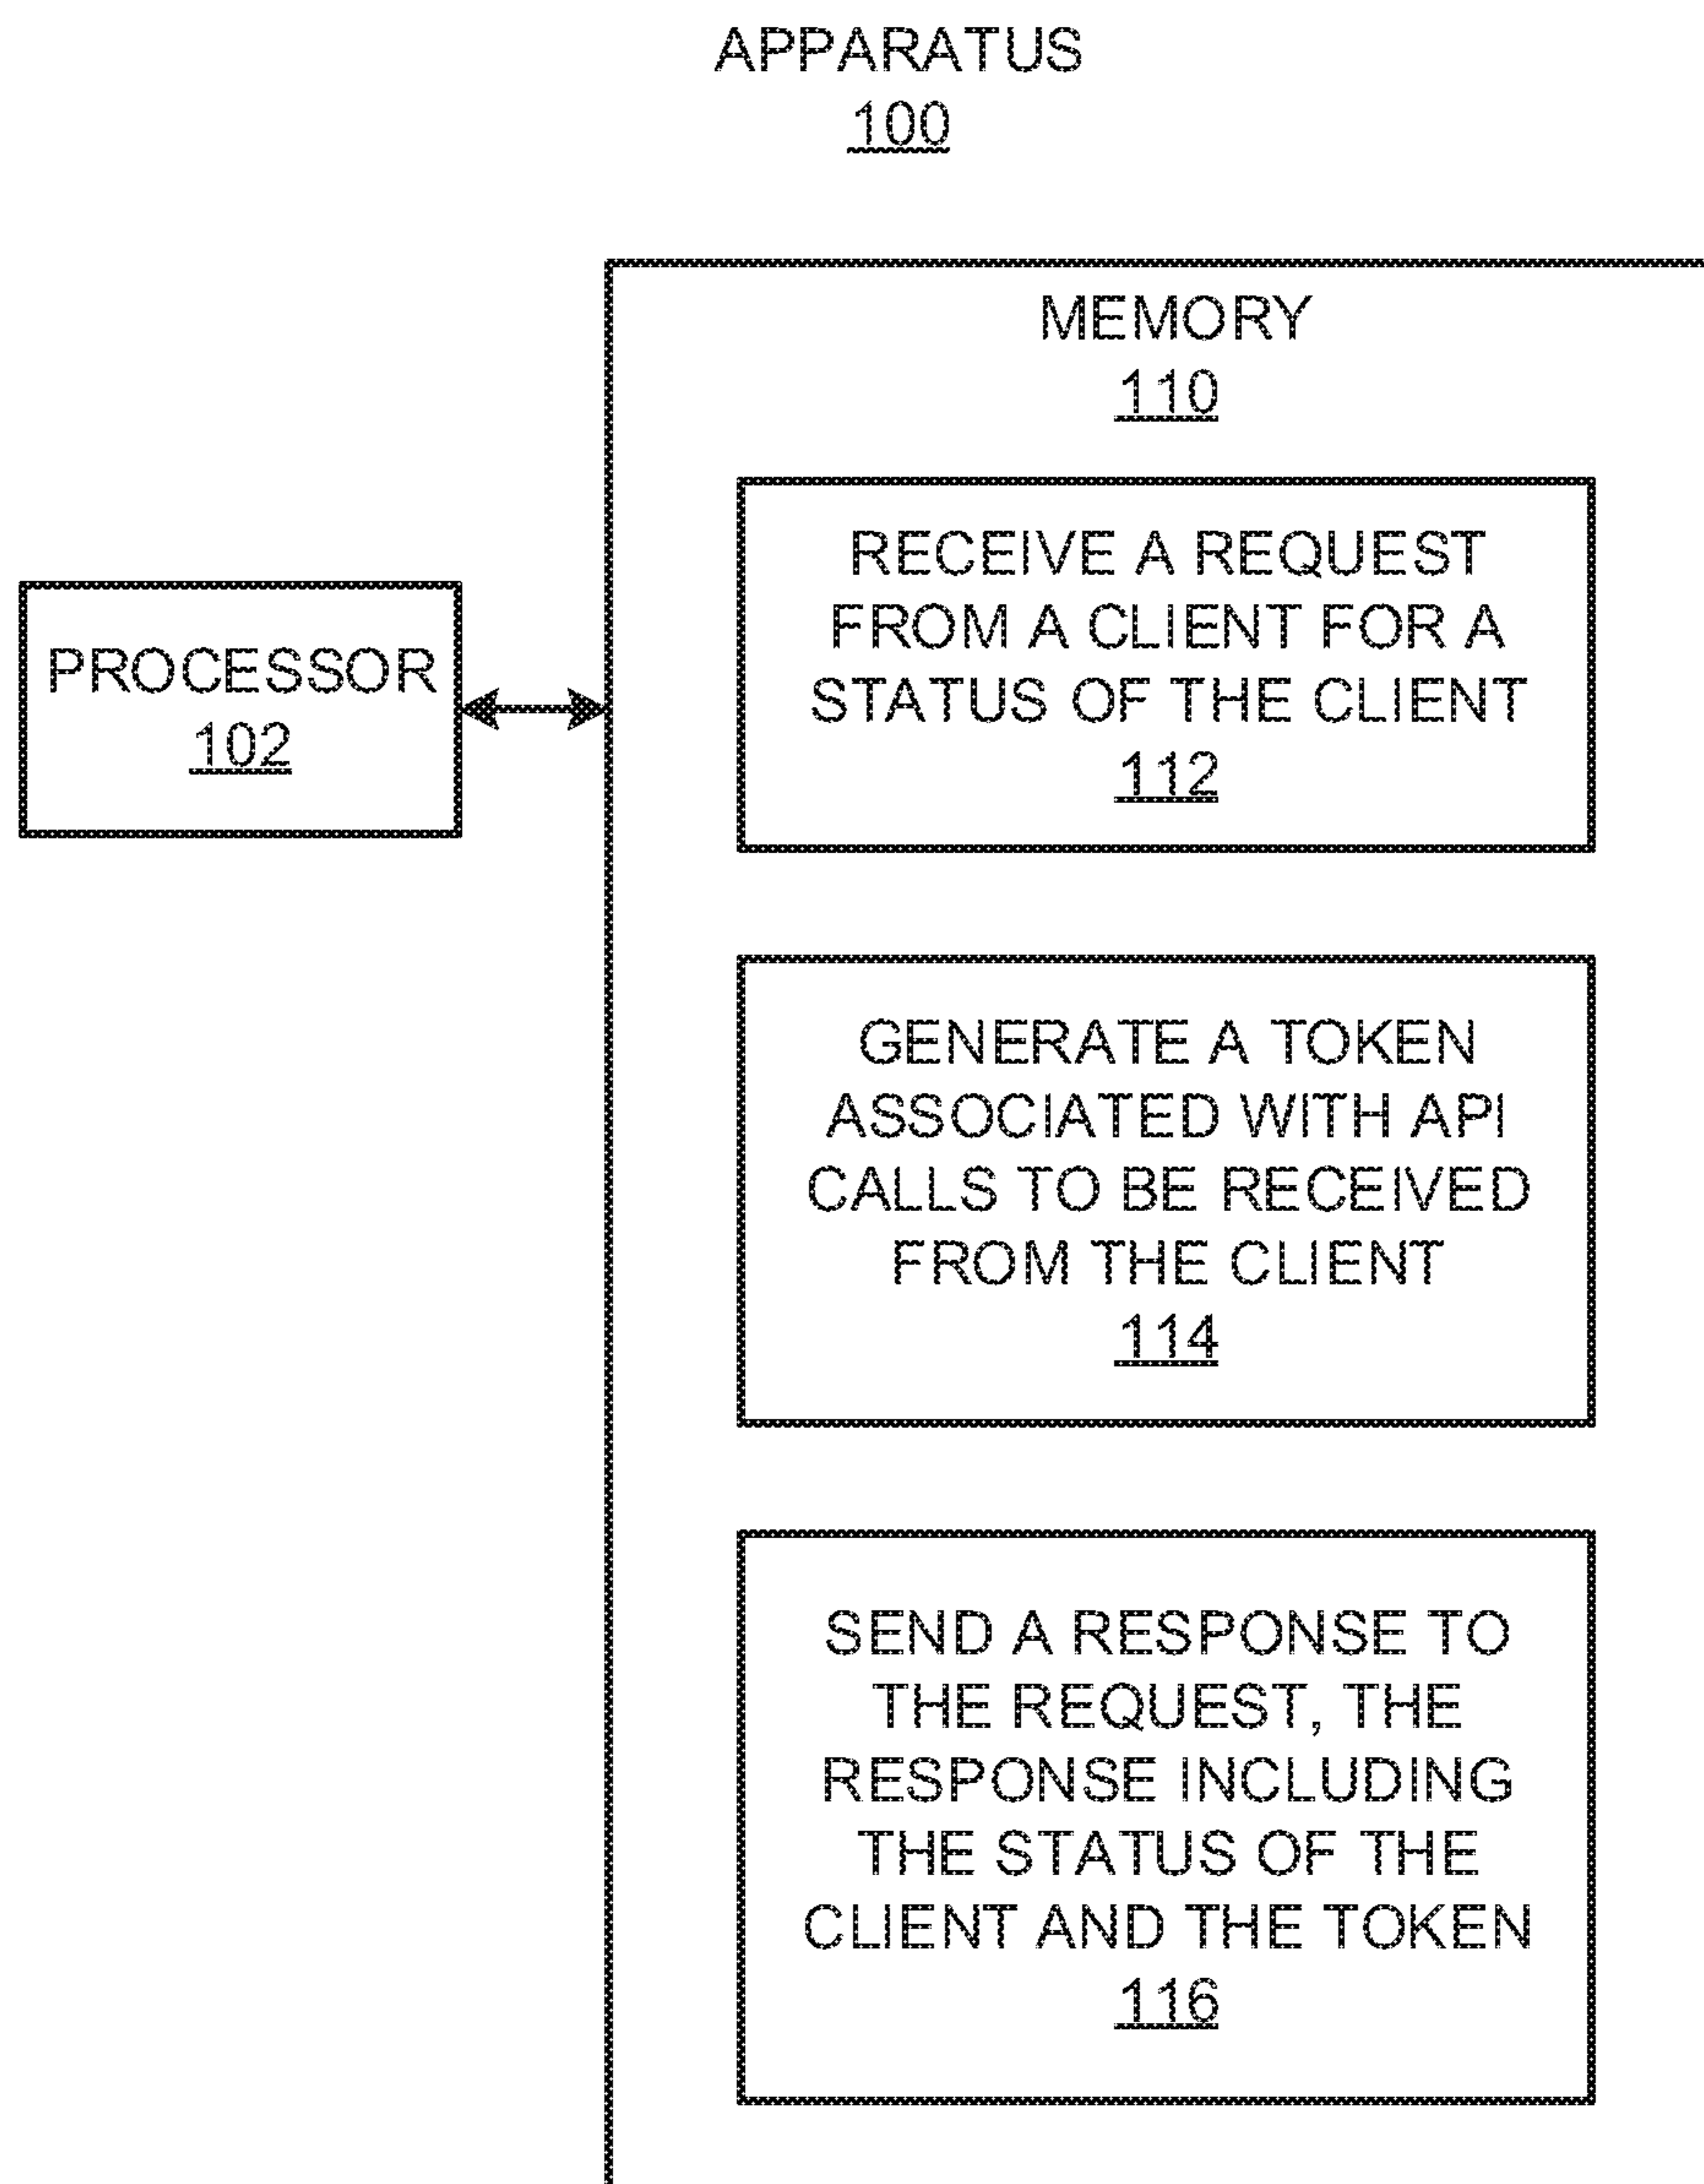 APPARATUS
100
MEMORY
110
PROCESSOR
102
RECEIVE A REQUEST
FROM A CLIENT FOR A
STATUS OF THE CLIENT
112
GENERATE A TOKEN
ASSOCIATED WITH API
CALLS TO BE RECEIVED
FROM THE CLIENT
114
SEND A RESPONSE TO
THE REQUEST, THE
RESPONSE INCLUDING
THE STATUS OF THE
CLIENT AND THE TOKEN
116